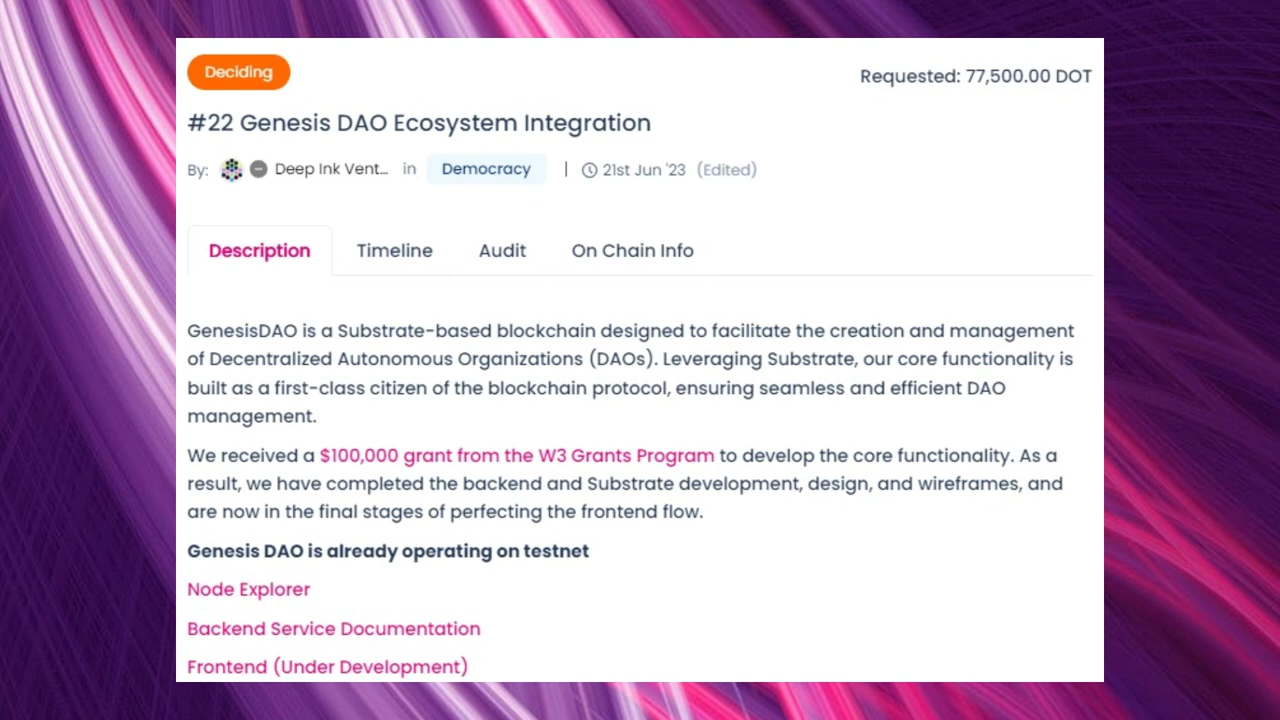 Deciding
Requested: 77,500.00 DOT
#22 Genesis DAO Ecosystem Integration
By: Deep Ink Vent... in Democracy | 21st Jun '23 (Edited)
Description Timeline Audit On Chain Info
GenesisDAO is a Substrate-based blockchain designed to facilitate the creation and management
of Decentralized Autonomous Organizations (DAOs). Leveraging Substrate, our core functionality is
built as a first-class citizen of the blockchain protocol, ensuring seamless and efficient DAO
management.
We received a $100,000 grant from the W3 Grants Program to develop the core functionality. As a
result, we have completed the backend and Substrate development, design, and wireframes, and
are now in the final stages of perfecting the frontend flow.
Genesis DAO is already operating on testnet
Node Explorer
Backend Service Documentation
Frontend (Under Development)